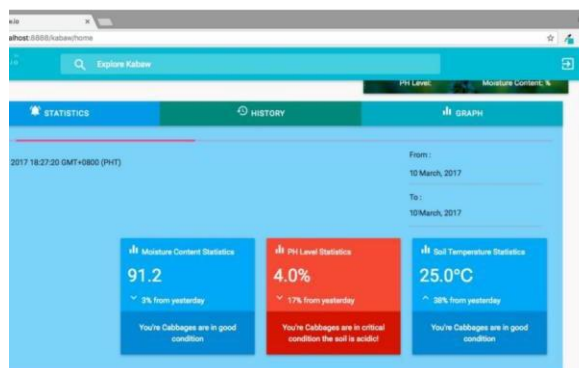 alhost:8888/kabaw/home
Explore Kabaw
PH Level: Moisture Content: %
STATISTICS
HISTORY
GRAPH
2017 18:27:20 GMT+0800 (PHT)
From :
10 March, 2017
To :
10 March, 2017
Moisture Content Statistics
91.2
3% from yesterday
You're Cabbages are in good
condition
PH Level Statistics
4.0%
17% from yesterday
You're Cabbages are in critical
condition the soil is acidic!
Soil Temperature Statistics
25.0°C
38% from yesterday
You're Cabbages are in good
condition